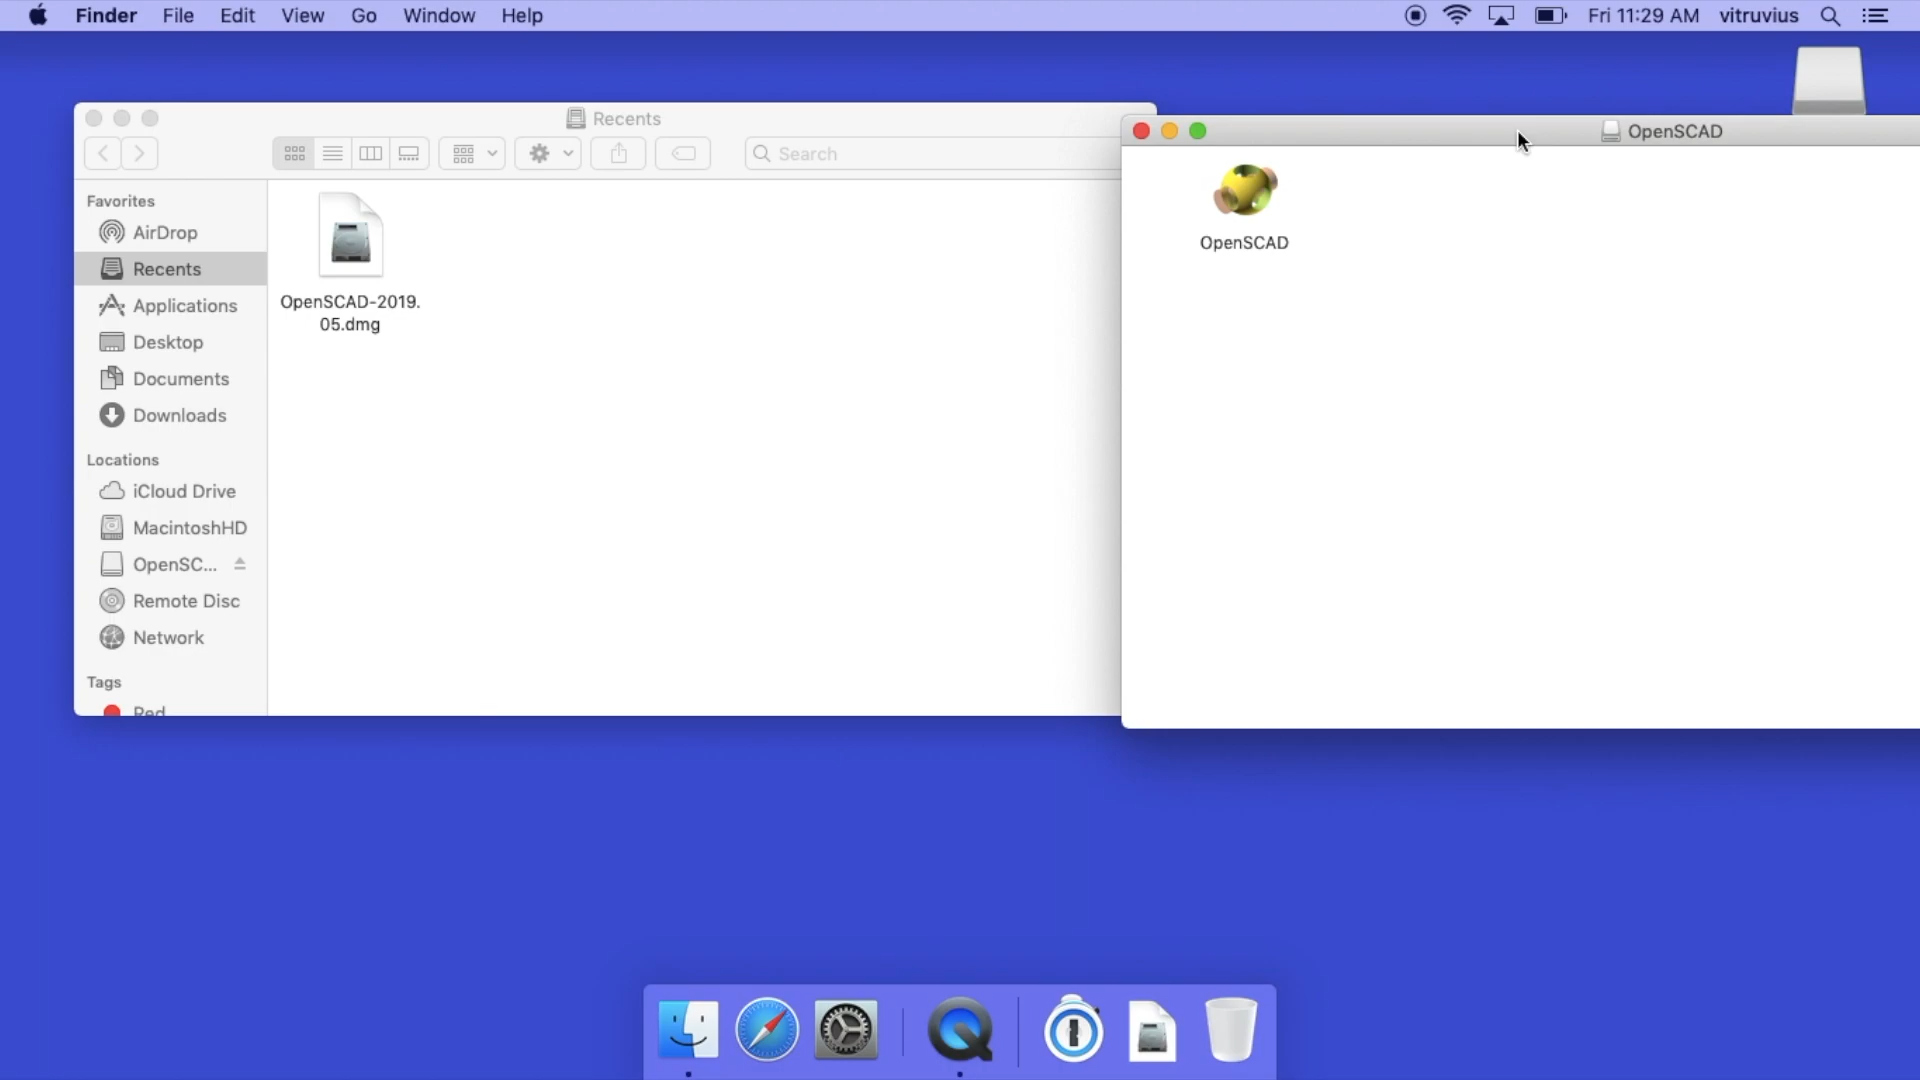 Finder File Edit View Go Window Help Fri 11:29 AM vitruvius
Recents
Search
Favorites
AirDrop
Recents
Applications
Desktop
Documents
Downloads
Locations
iCloud Drive
MacintoshHD
OpenSC...
Remote Disc
Network
Tags
Red
OpenSCAD-2019.
05.dmg
OpenSCAD
OpenSCAD